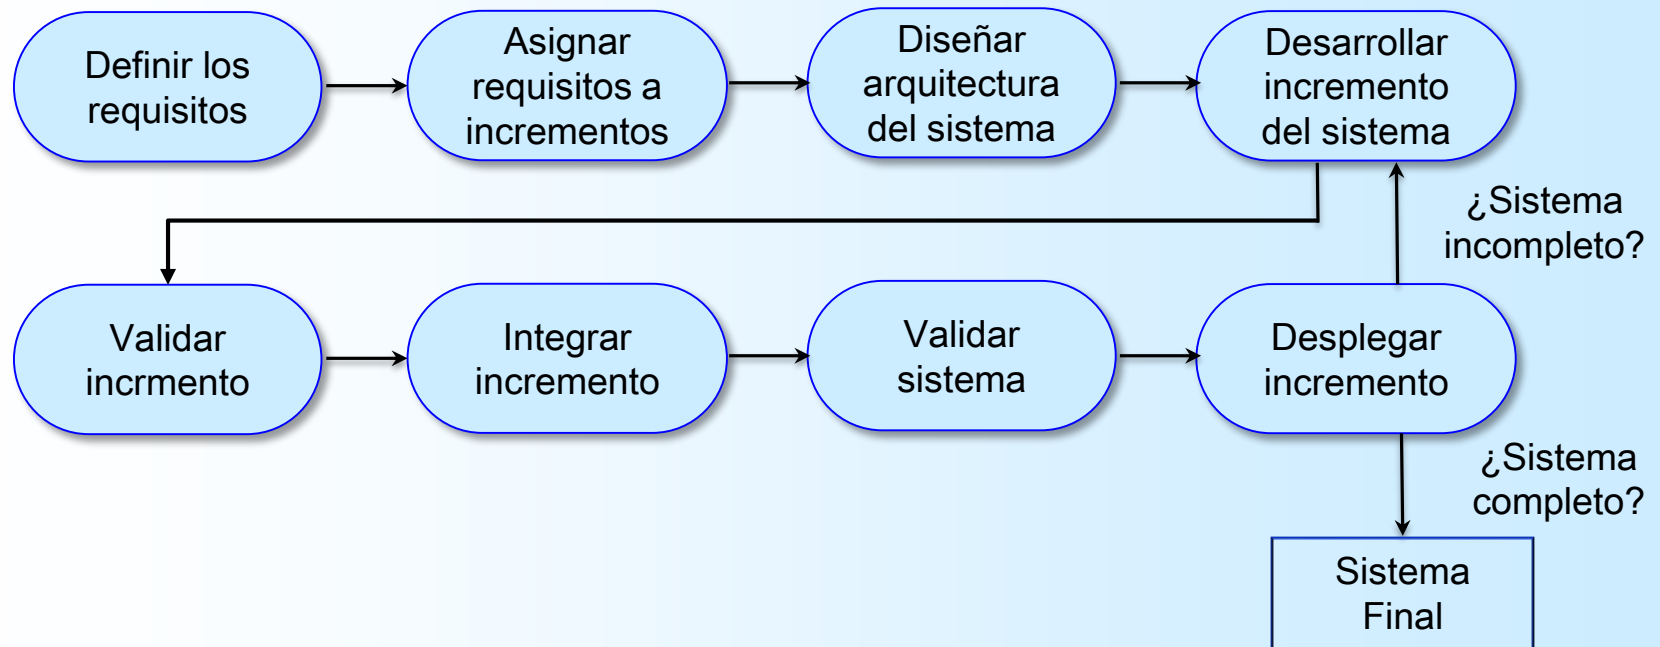 Definir los
requisitos
Asignar
requisitos a
incrementos
Diseñar
arquitectura
del sistema
Desarrollar
incremento
del sistema
¿Sistema
incompleto?
Validar
incrmento
Integrar
incremento
Validar
sistema
Desplegar
incremento
¿Sistema
completo?
Sistema
Final